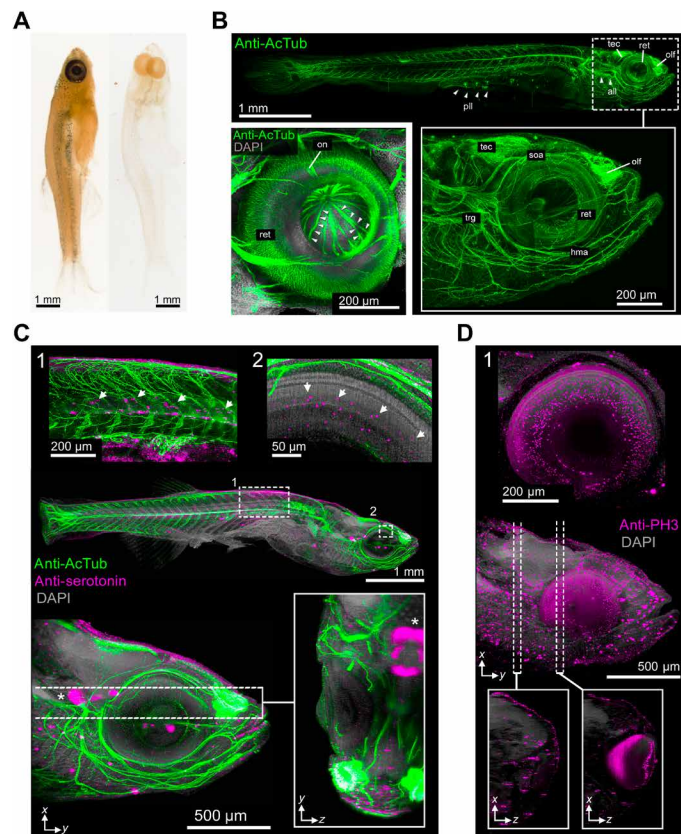 A
1 mm
1 mm
B
Anti-AcTub
tec
ret
olf
all
pll
1 mm
Anti-AcTub
DAPI
on
ret
200 µm
tec
soa
olf
trg
ret
hma
200 µm
C
1
200 µm
2
50 µm
1
2
Anti-AcTub
Anti-serotonin
DAPI
1 mm
*
x
y
500 µm
*
y
z
D
1
200 µm
Anti-PH3
DAPI
x
y
500 µm
x
z
x
z